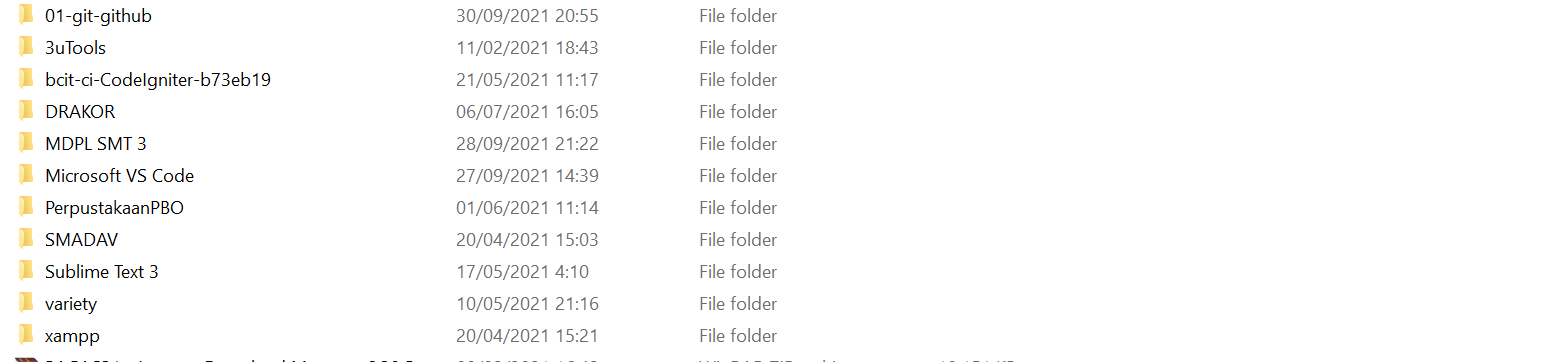 01-git-github 30/09/2021 20:55 File folder
3uTools 11/02/2021 18:43 File folder
bcit-ci-CodeIgniter-b73eb19 21/05/2021 11:17 File folder
DRAKOR 06/07/2021 16:05 File folder
MDPL SMT 3 28/09/2021 21:22 File folder
Microsoft VS Code 27/09/2021 14:39 File folder
PerpustakaanPBO 01/06/2021 11:14 File folder
SMADAV 20/04/2021 15:03 File folder
Sublime Text 3 17/05/2021 4:10 File folder
variety 10/05/2021 21:16 File folder
xampp 20/04/2021 15:21 File folder